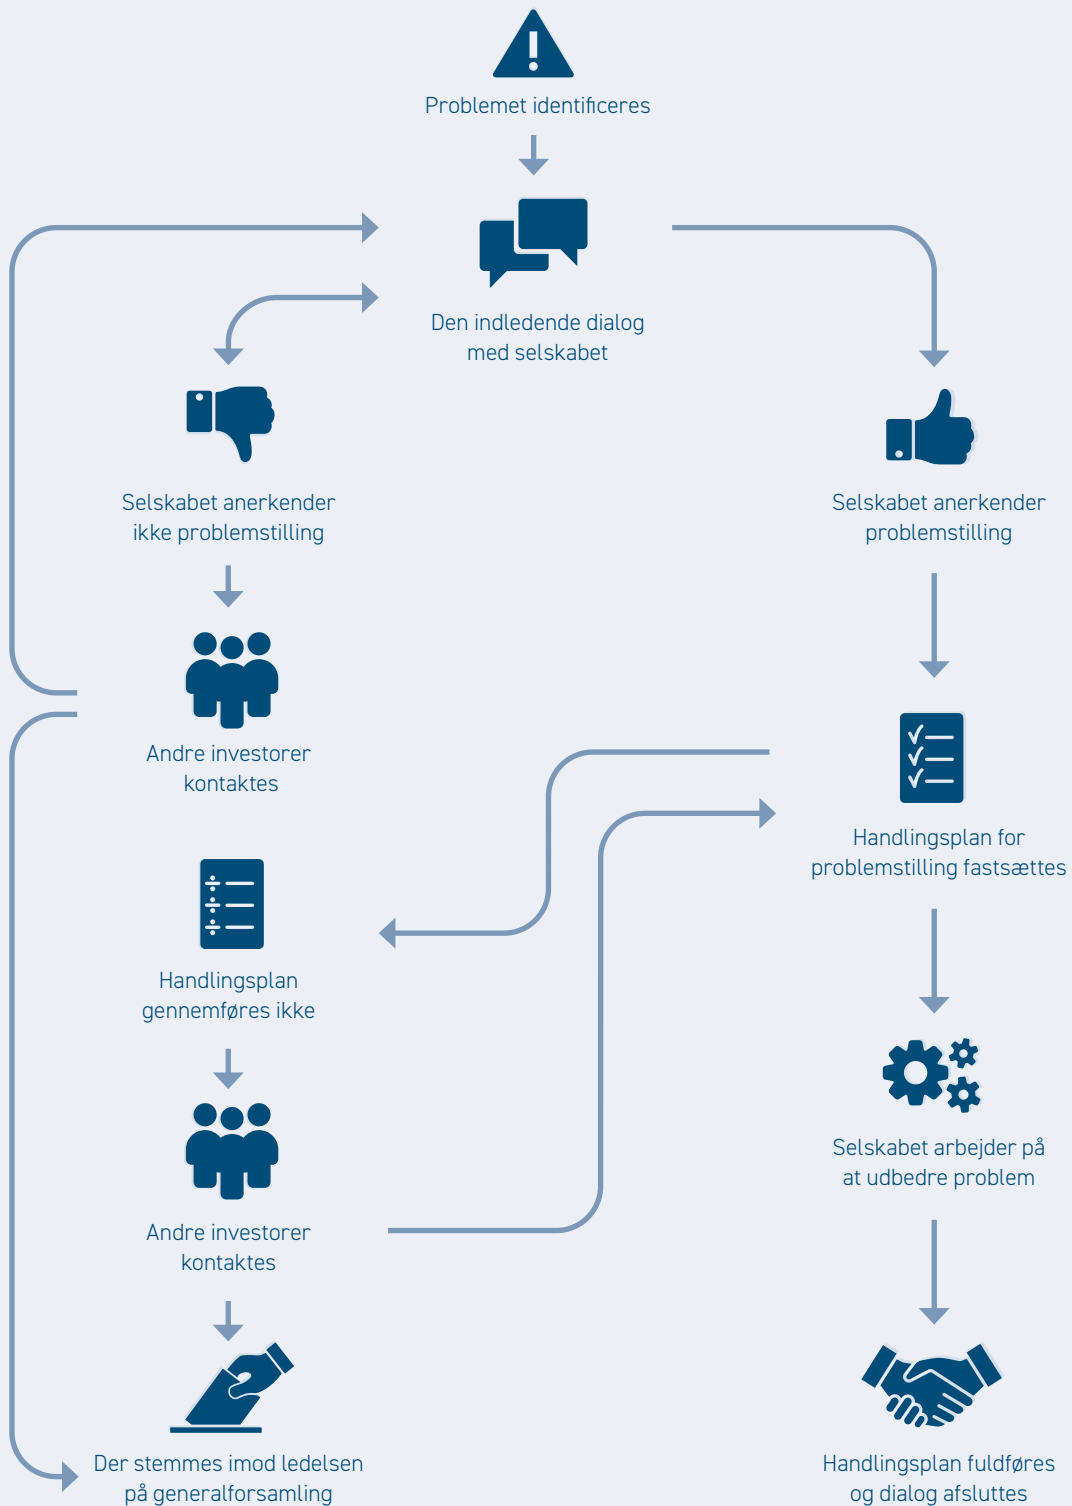 Problemet identificeres
Den indledende dialog
med selskabet
Selskabet anerkender
ikke problemstilling
Selskabet anerkender
problemstilling
Andre investorer
kontaktes
Handlingsplan for
problemstilling fastsættes
Handlingsplan
gennemføres ikke
Selskabet arbejder på
at udbedre problem
Andre investorer
kontaktes
Der stemmes imod ledelsen
på generalforsamling
Handlingsplan fuldføres
og dialog afsluttes